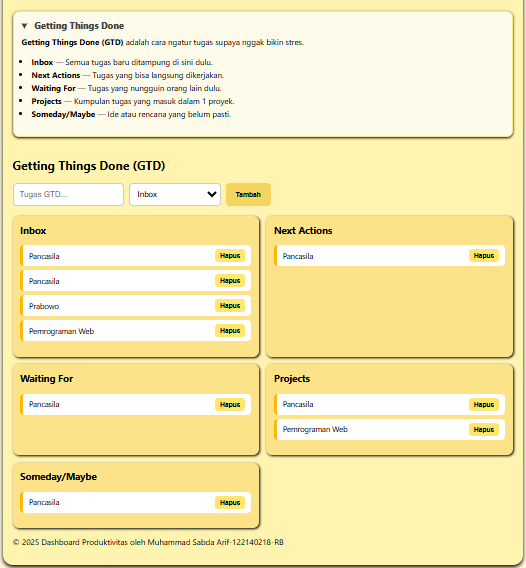 ▼ Getting Things Done
Getting Things Done (GTD) adalah cara ngatur tugas supaya nggak bikin stres.
• Inbox — Semua tugas baru ditampung di sini dulu.
• Next Actions — Tugas yang bisa langsung dikerjakan.
• Waiting For — Tugas yang nungguin orang lain dulu.
• Projects — Kumpulan tugas yang masuk dalam 1 proyek.
• Someday/Maybe — Ide atau rencana yang belum pasti.
Getting Things Done (GTD)
Tugas GTD... Inbox Tambah
Inbox
Pancasila Hapus
Pancasila Hapus
Prabowo Hapus
Pemrograman Web Hapus
Next Actions
Pancasila Hapus
Waiting For
Pancasila Hapus
Projects
Pancasila Hapus
Pemrograman Web Hapus
Someday/Maybe
Pancasila Hapus
© 2025 Dashboard Produktivitas oleh Muhammad Sabda Arif-122140218-RB